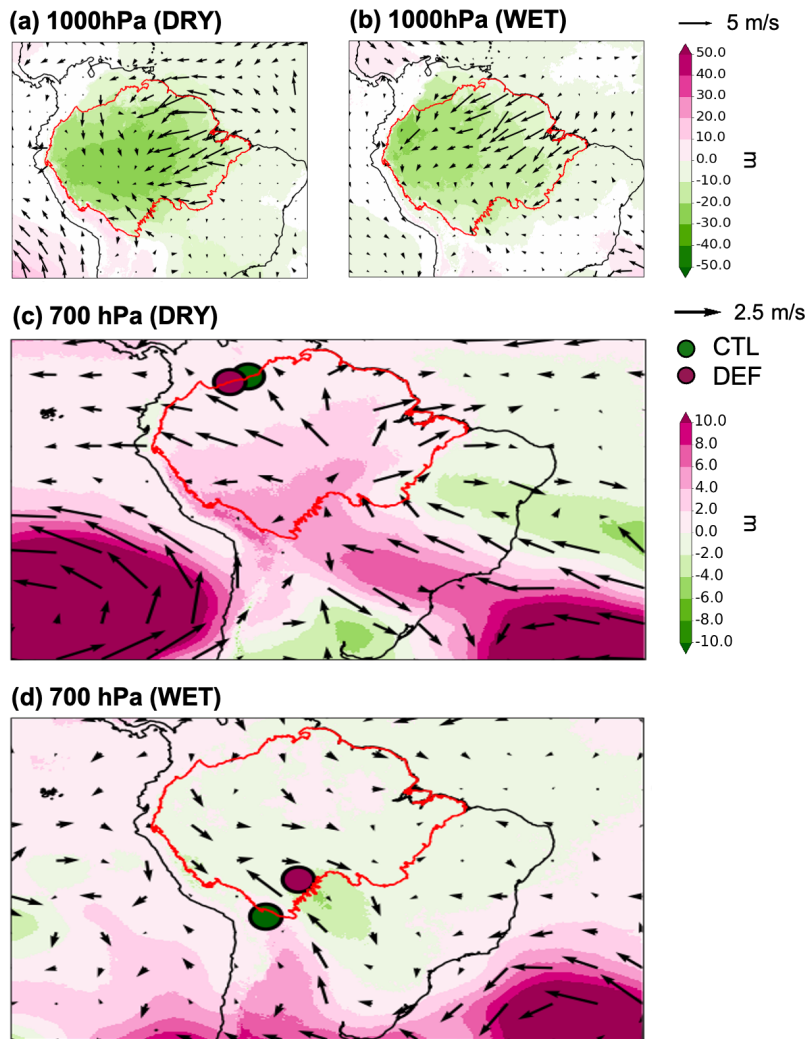 (a) 1000hPa (DRY)
(b) 1000hPa (WET)
5 m/s
50.0
40.0
30.0
20.0
10.0
0.0
-10.0
-20.0
-30.0
-40.0
-50.0
m
(c) 700 hPa (DRY)
2.5 m/s
CTL
DEF
10.0
8.0
6.0
4.0
2.0
0.0
-2.0
-4.0
-6.0
-8.0
-10.0
m
(d) 700 hPa (WET)